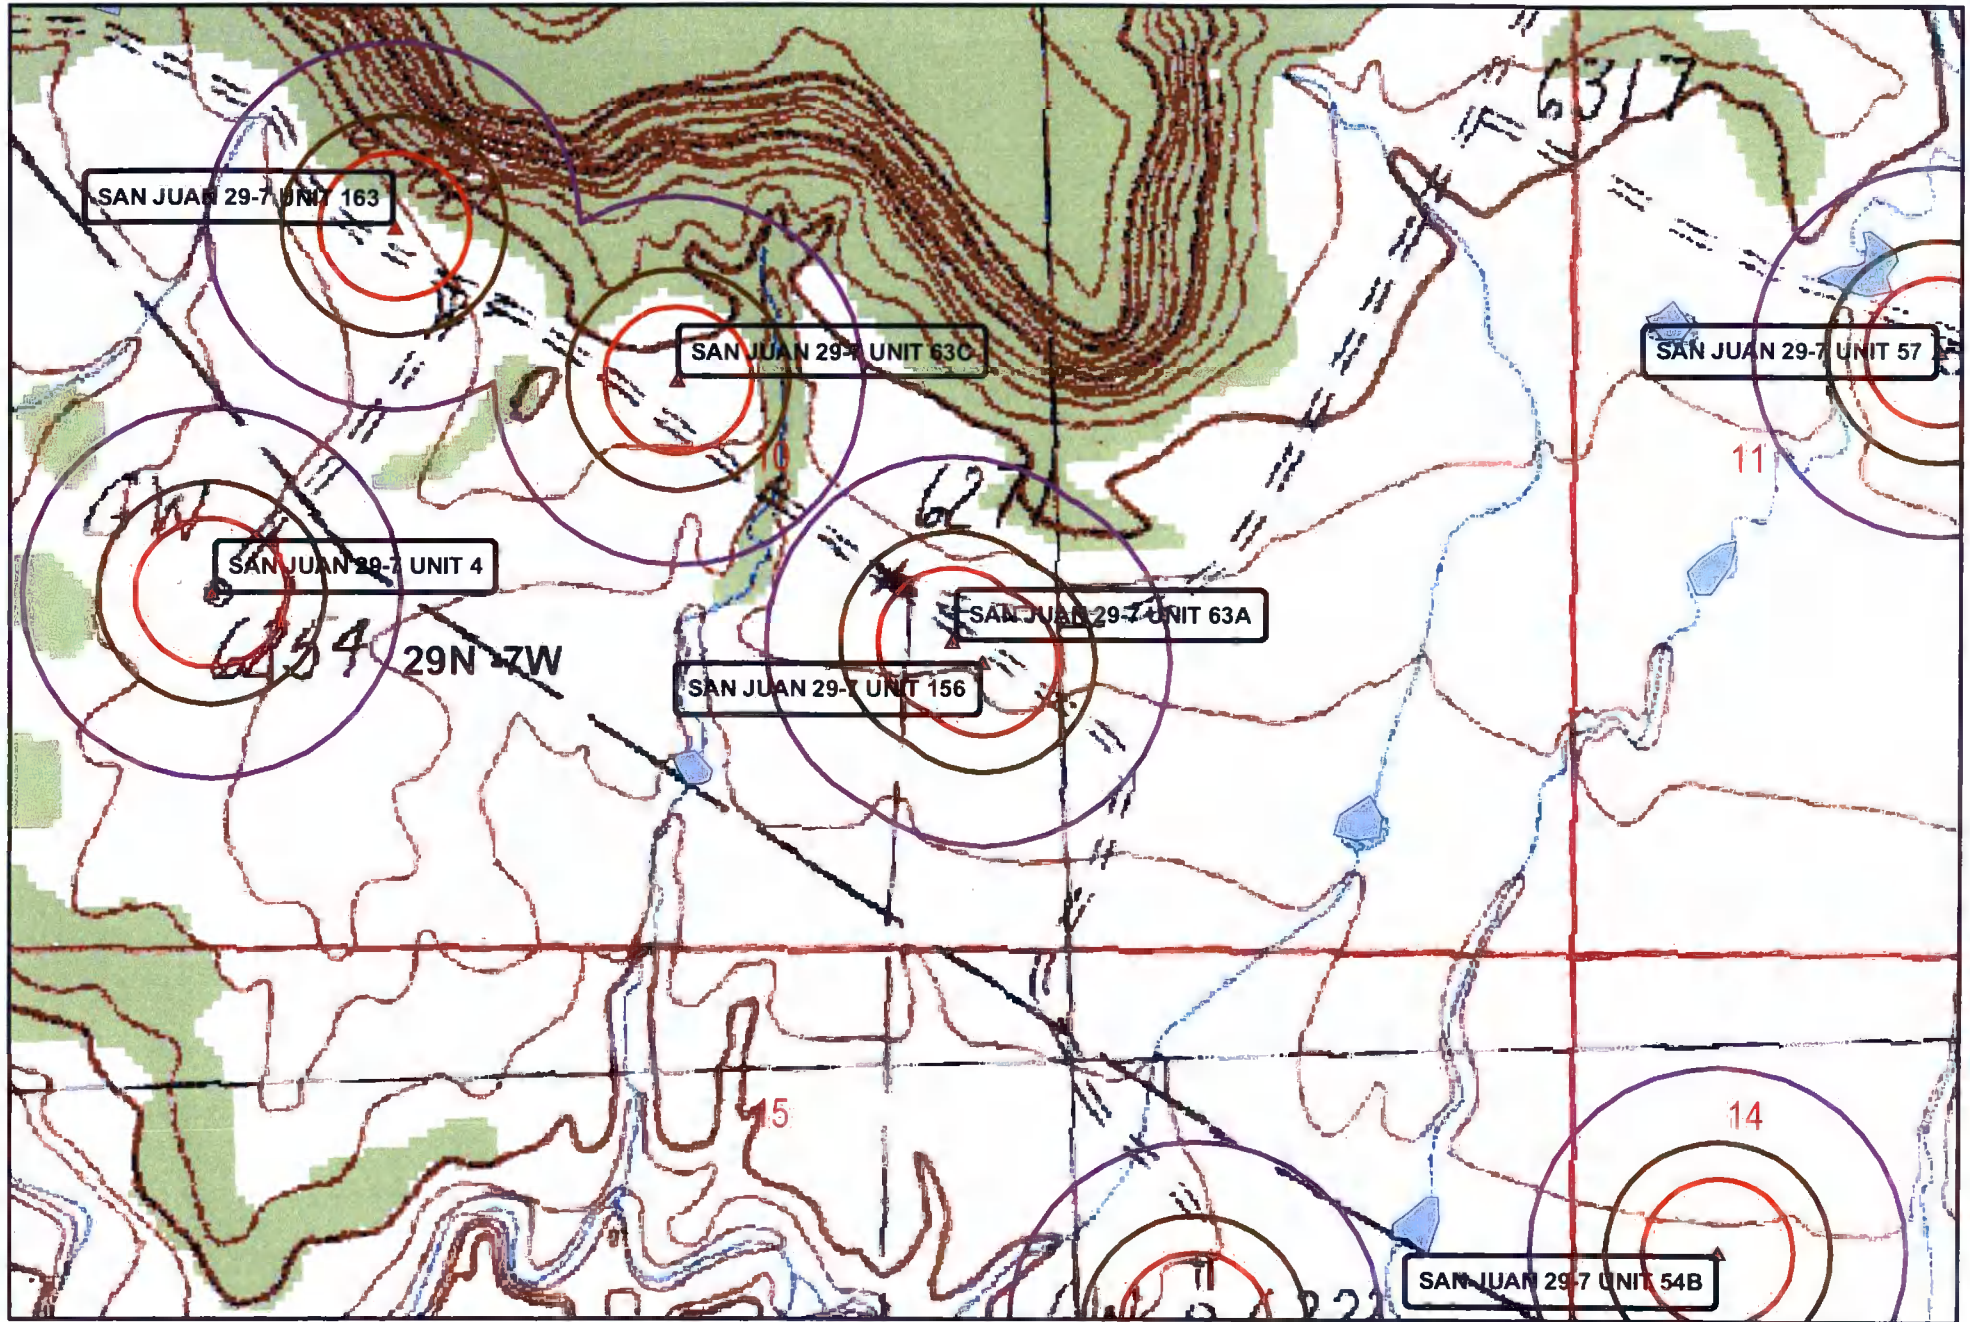 6317
SAN JUAN 29-7 UNIT 163
SAN JUAN 29-7 UNIT 63C
SAN JUAN 29-7 UNIT 57
11
10
SAN JUAN 29-7 UNIT 4
SAN JUAN 29-7 UNIT 63A
29N 7W
SAN JUAN 29-7 UNIT 156
15
14
SAN JUAN 29-7 UNIT 54B